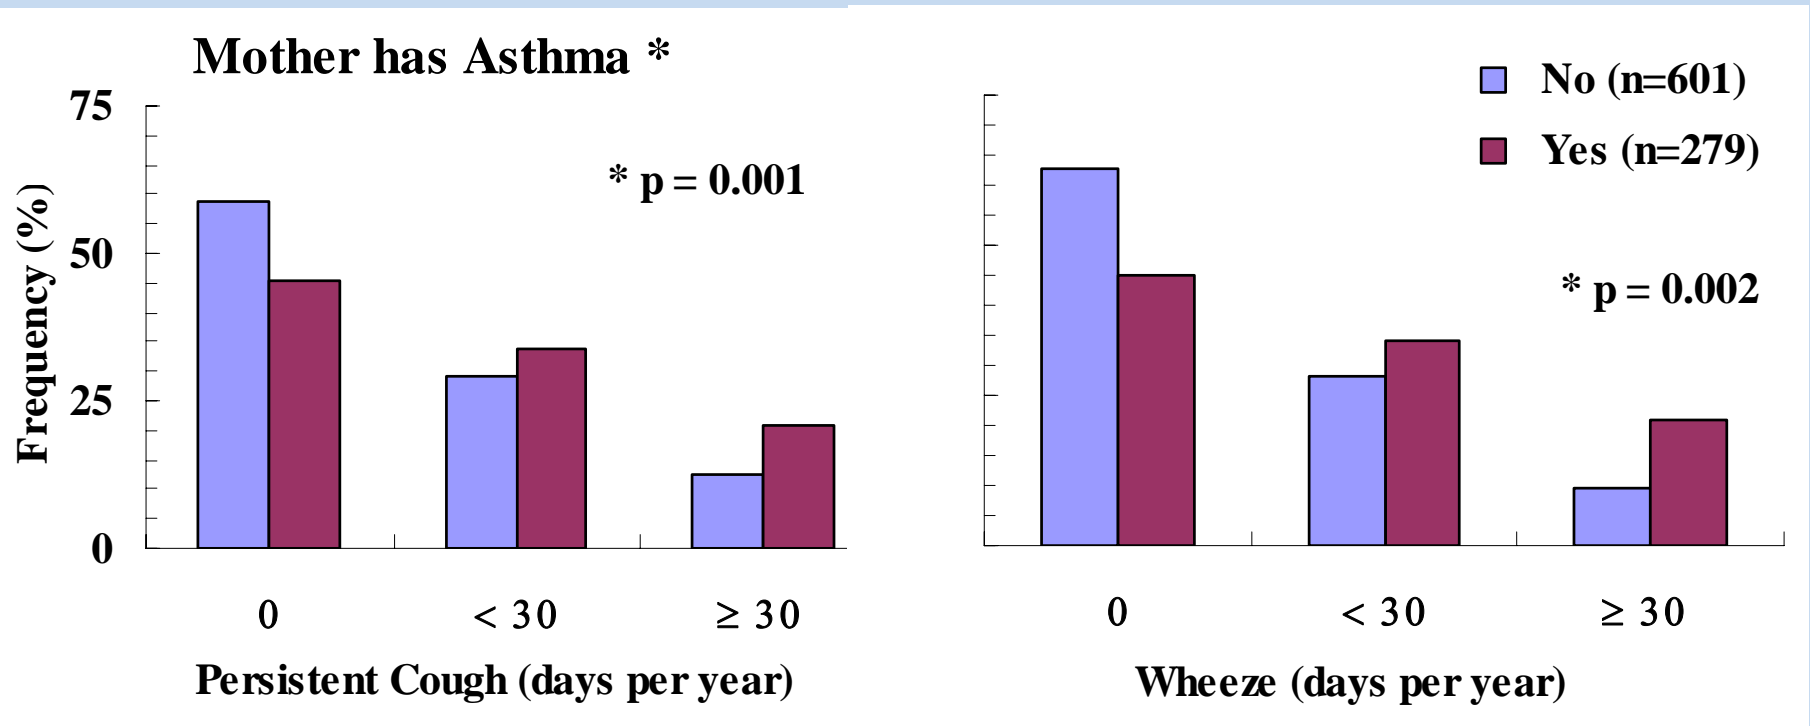 Mother has Asthma *
75
50
25
0
Frequency (%)
* p = 0.001
0 < 30 ≥ 30
Persistent Cough (days per year)
No (n=601)
Yes (n=279)
* p = 0.002
0 < 30 ≥ 30
Wheeze (days per year)